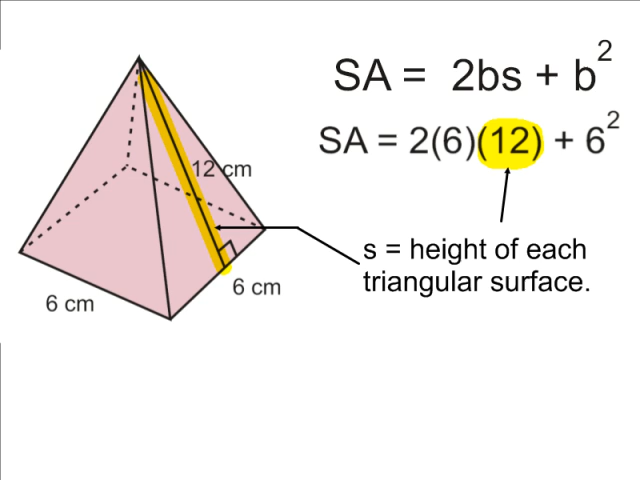 SA = 2bs + b²
SA = 2(6)(12) + 6²
12 cm
s = height of each
triangular surface.
6 cm
6 cm